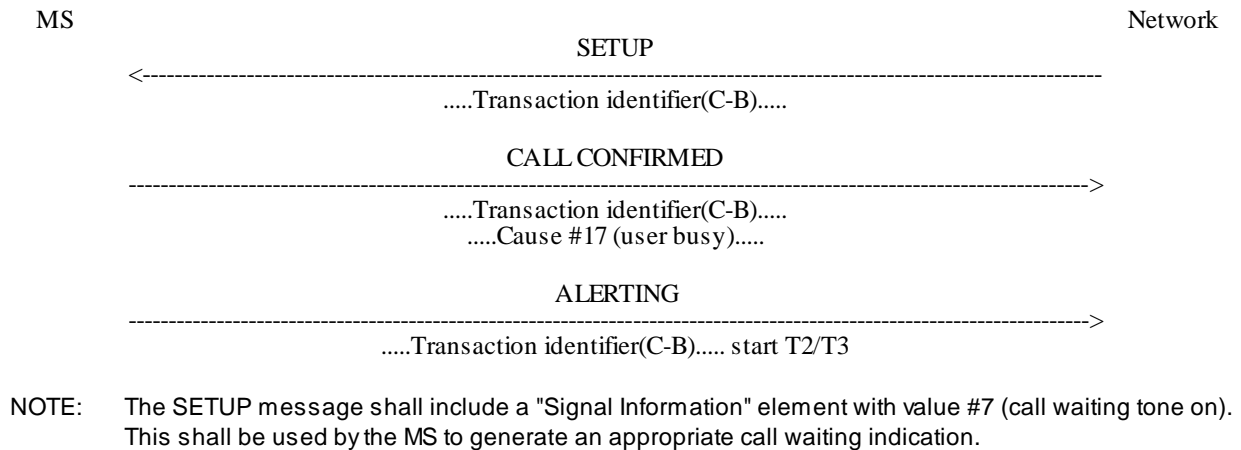 MS Network
SETUP
<------------------------------------------------------------------------------------------------------------------------
.....Transaction identifier(C-B).....
CALL CONFIRMED
------------------------------------------------------------------------------------------------------------------------>
.....Transaction identifier(C-B).....
.....Cause #17 (user busy).....
ALERTING
------------------------------------------------------------------------------------------------------------------------>
.....Transaction identifier(C-B)..... start T2/T3
NOTE: The SETUP message shall include a "Signal Information" element with value #7 (call waiting tone on).
This shall be used by the MS to generate an appropriate call waiting indication.